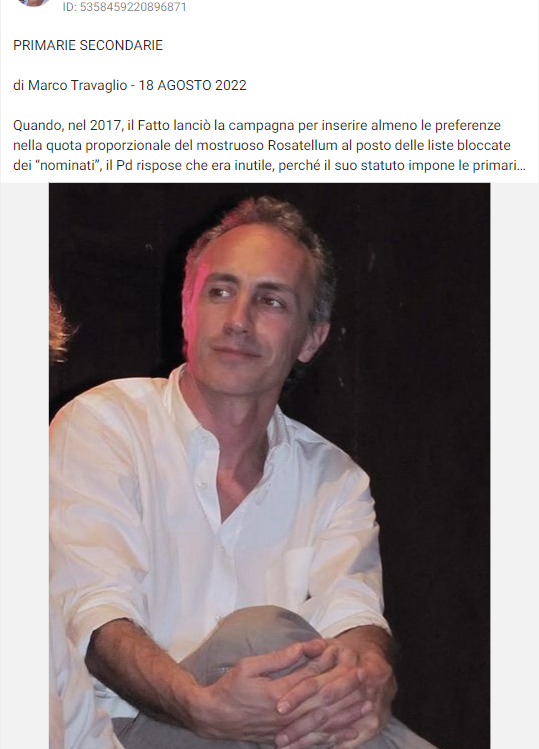 ID: 5358459220896871
PRIMARIE SECONDARIE
di Marco Travaglio - 18 AGOSTO 2022
Quando, nel 2017, il Fatto lanciò la campagna per inserire almeno le preferenze
nella quota proporzionale del mostruoso Rosatellum al posto delle liste bloccate
dei “nominati”, il Pd rispose che era inutile, perché il suo statuto impone le primari...